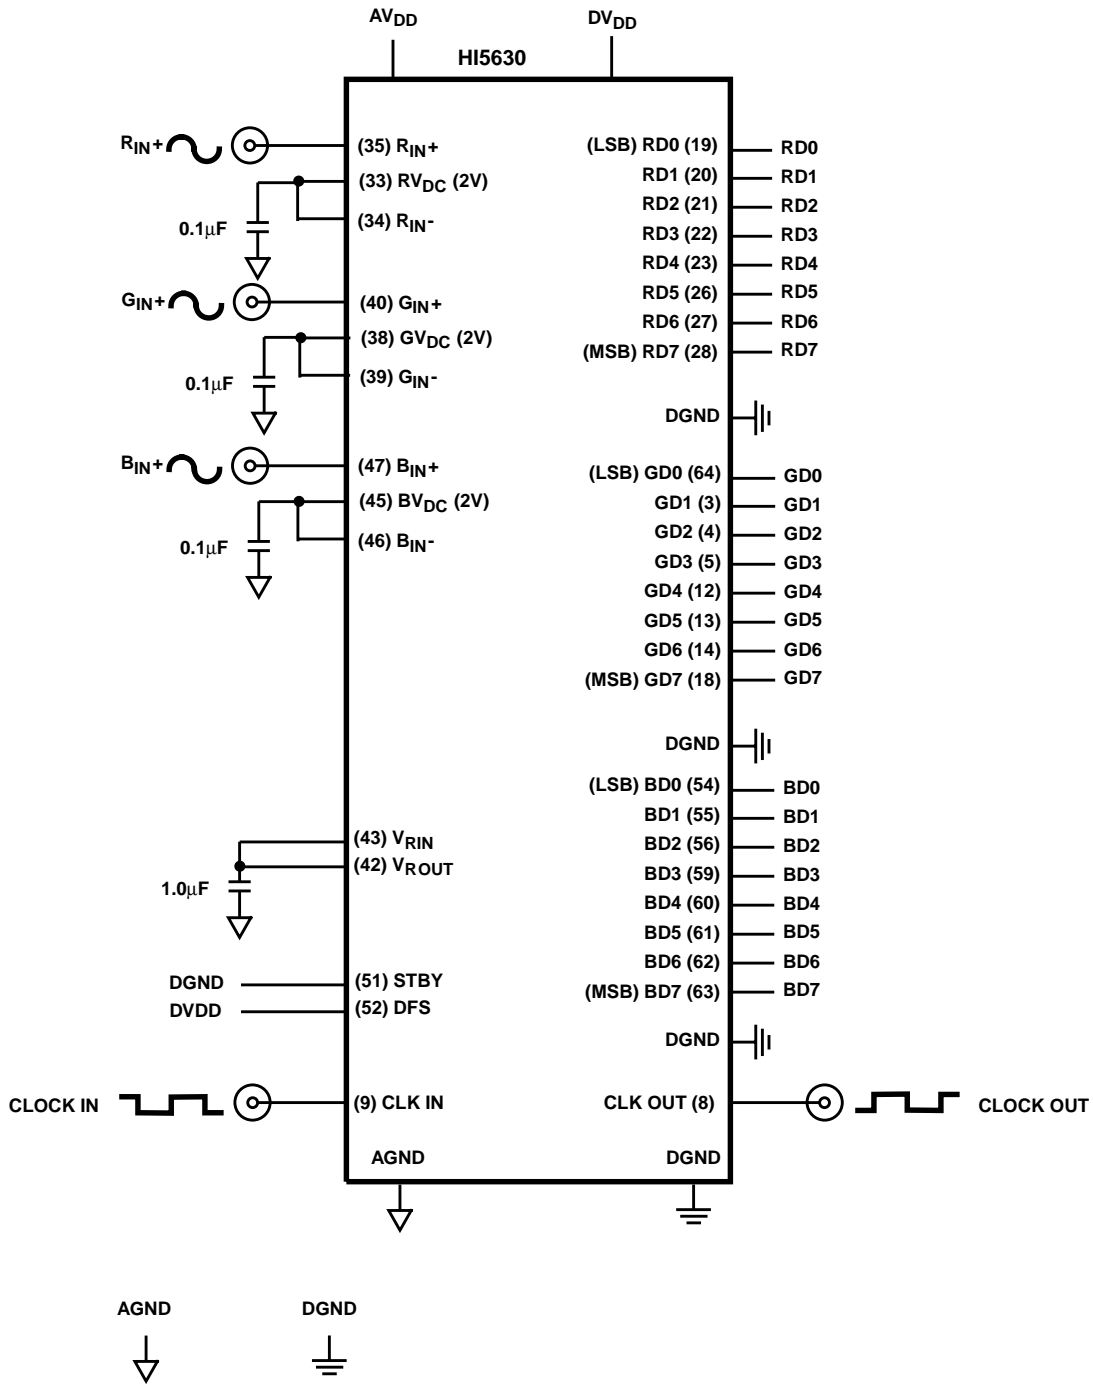 AVDD
DVDD
HI5630
RIN+
(35) RIN+
(33) RVDC (2V)
0.1μF
(34) RIN-
GIN+
(40) GIN+
(38) GVDC (2V)
0.1μF
(39) GIN-
BIN+
(47) BIN+
(45) BVDC (2V)
0.1μF
(46) BIN-
(43) VRIN
(42) VROUT
1.0μF
DGND
(51) STBY
DVDD
(52) DFS
CLOCK IN
(9) CLK IN
AGND
(LSB) RD0 (19) RD0
RD1 (20) RD1
RD2 (21) RD2
RD3 (22) RD3
RD4 (23) RD4
RD5 (26) RD5
RD6 (27) RD6
(MSB) RD7 (28) RD7
DGND
(LSB) GD0 (64) GD0
GD1 (3) GD1
GD2 (4) GD2
GD3 (5) GD3
GD4 (12) GD4
GD5 (13) GD5
GD6 (14) GD6
(MSB) GD7 (18) GD7
DGND
(LSB) BD0 (54) BD0
BD1 (55) BD1
BD2 (56) BD2
BD3 (59) BD3
BD4 (60) BD4
BD5 (61) BD5
BD6 (62) BD6
(MSB) BD7 (63) BD7
DGND
CLK OUT (8)
CLOCK OUT
DGND
AGND
DGND